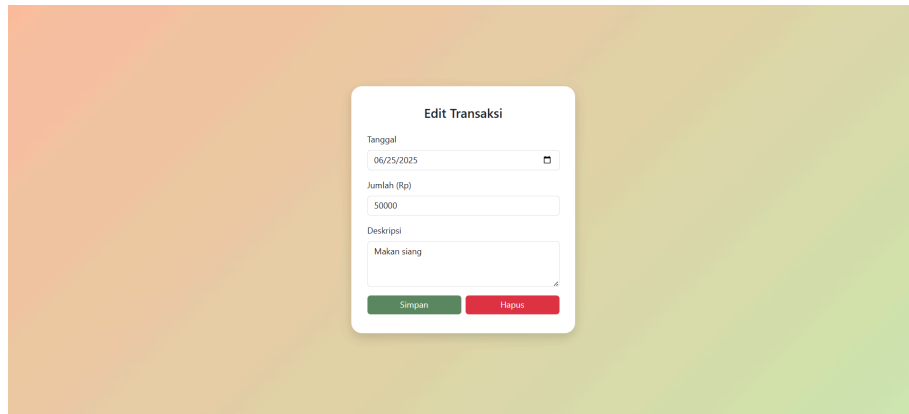 Edit Transaksi
Tanggal
06/25/2025
Jumlah (Rp)
50000
Deskripsi
Makan siang
Simpan Hapus